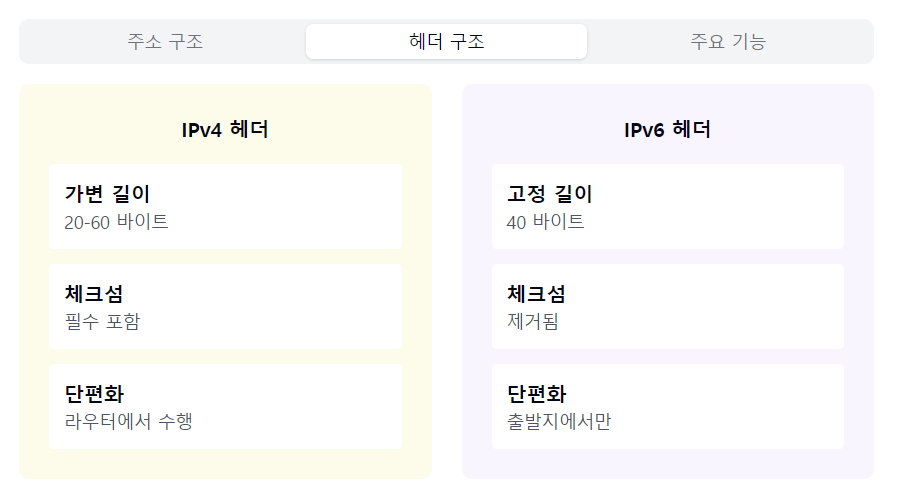 주소 구조
헤더 구조
주요 기능
IPv4 헤더
가변 길이
20-60 바이트
체크섬
필수 포함
단편화
라우터에서 수행
IPv6 헤더
고정 길이
40 바이트
체크섬
제거됨
단편화
출발지에서만